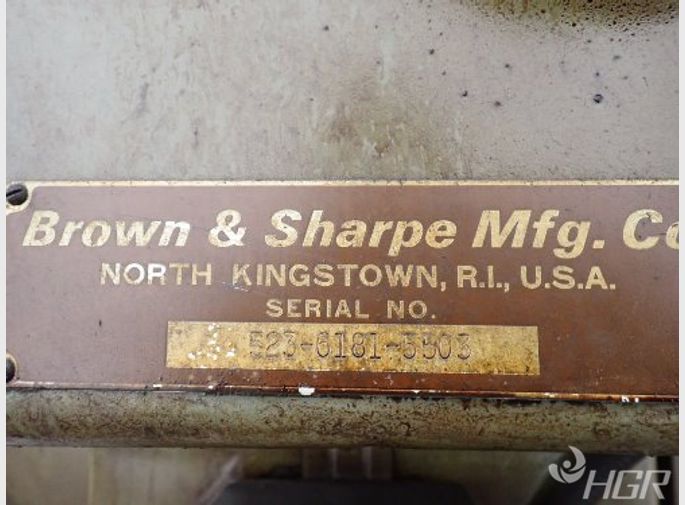 Brown & Sharpe Mfg. Co
NORTH KINGSTOWN, R.I., U.S.A.
SERIAL NO.
523-6181-5503
HGR